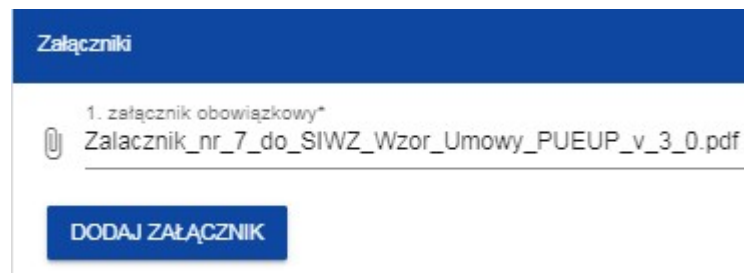 Załączniki
1. załącznik obowiązkowy*
Zalacznik_nr_7_do_SIWZ_Wzor_Umowy_PUEUP_v_3_0.pdf
DODAJ ZAŁĄCZNIK